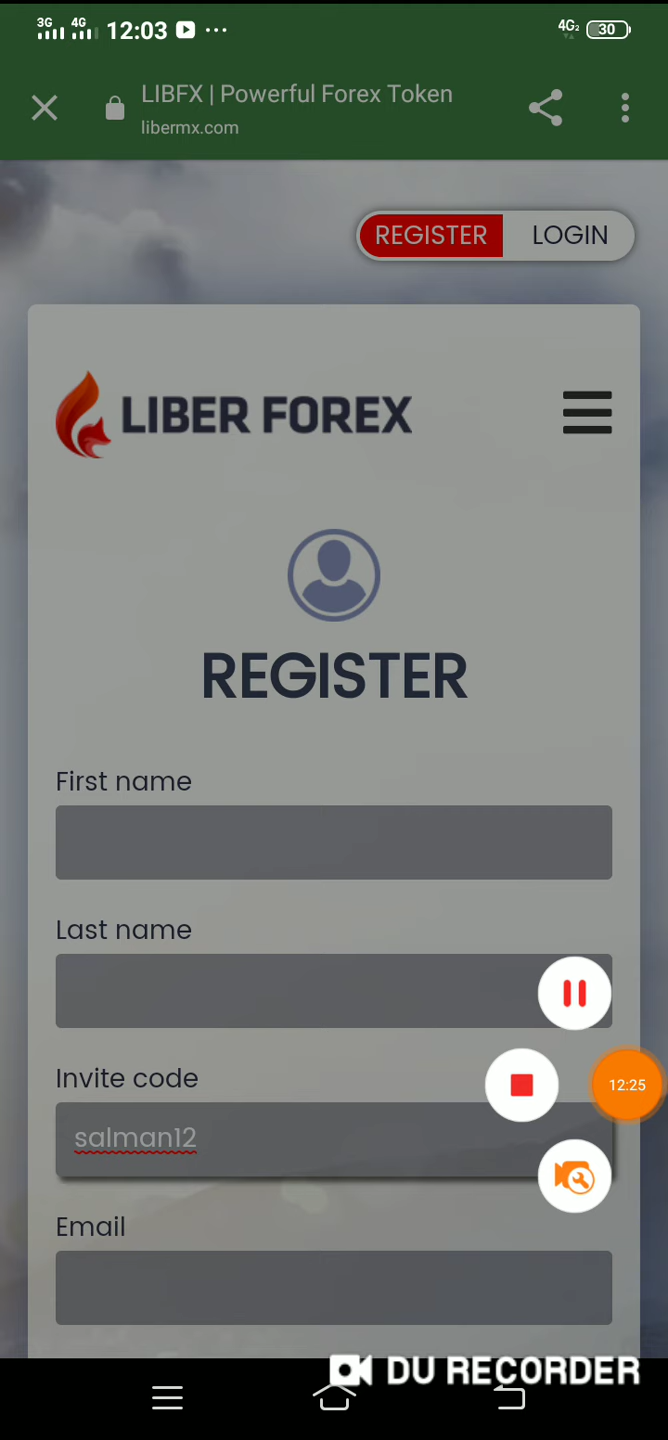 3G 4G 12:03 ... 4G2 30
LIBFX | Powerful Forex Token
libermx.com
REGISTER LOGIN
LIBER FOREX
REGISTER
First name
Last name
Invite code
12:25
salman12
Email
DU RECORDER